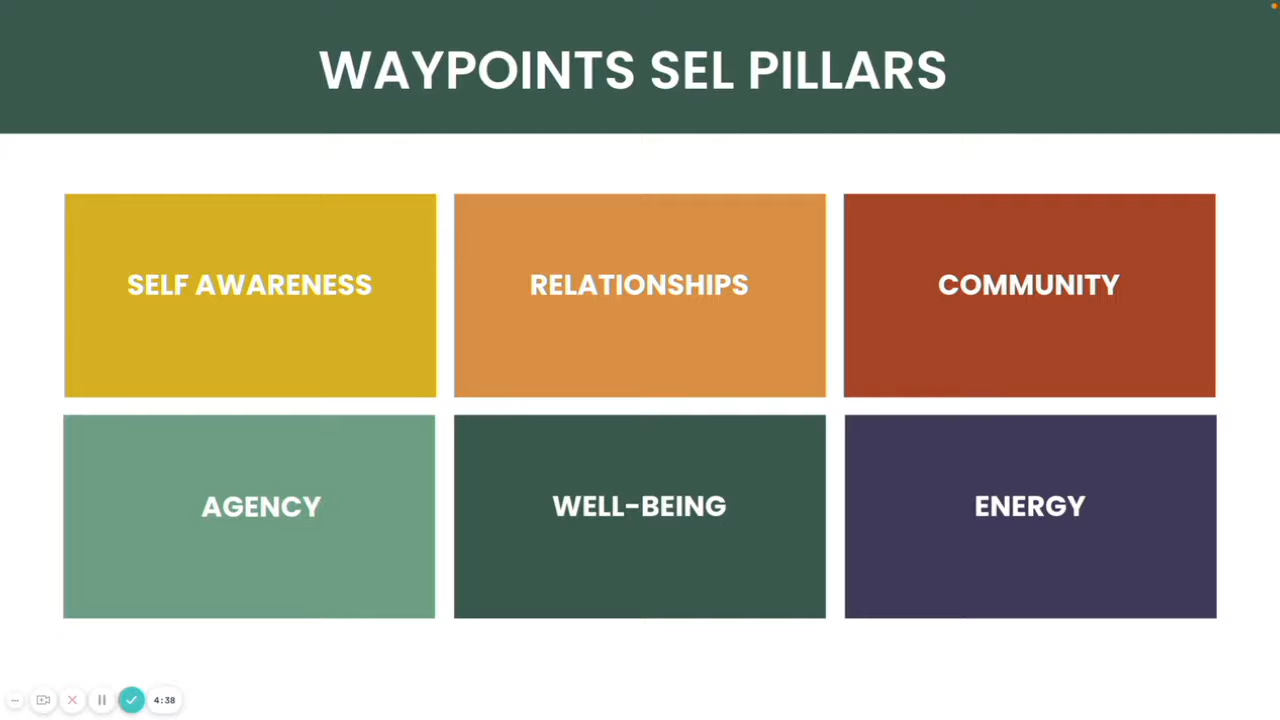 WAYPOINTS SEL PILLARS
SELF AWARENESS
RELATIONSHIPS
COMMUNITY
AGENCY
WELL-BEING
ENERGY
4:38